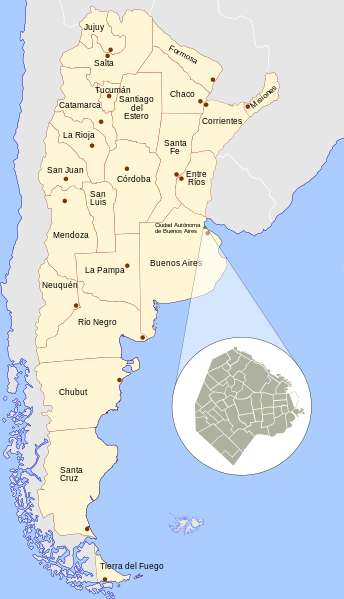 Jujuy
Salta
Formosa
Tucumán
Santiago
del
Estero
Chaco
Misiones
Catamarca
Corrientes
La Rioja
Santa
Fe
San Juan
Córdoba
Entre
Ríos
San
Luis
Ciudad Autónoma
de Buenos Aires
Mendoza
La Pampa
Buenos Aires
Neuquén
Río Negro
Chubut
Santa
Cruz
Tierra del Fuego